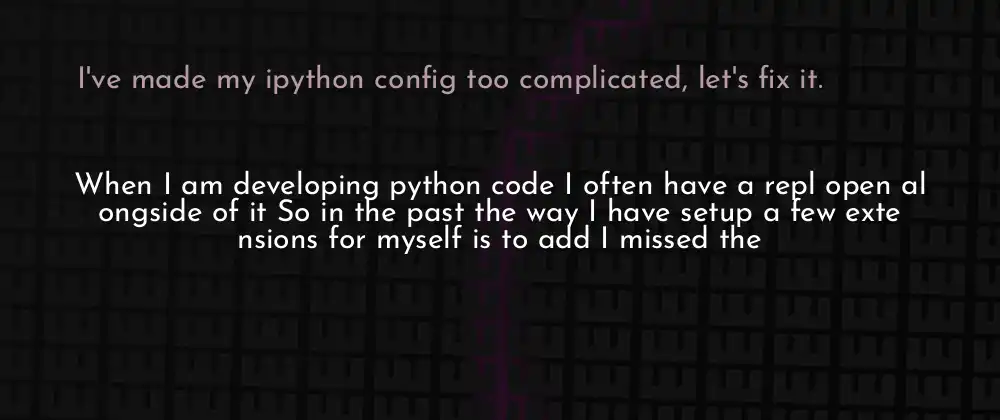 I've made my ipython config too complicated, let's fix it.
When I am developing python code I often have a repl open al
ongside of it So in the past the way I have setup a few exte
nsions for myself is to add I missed the